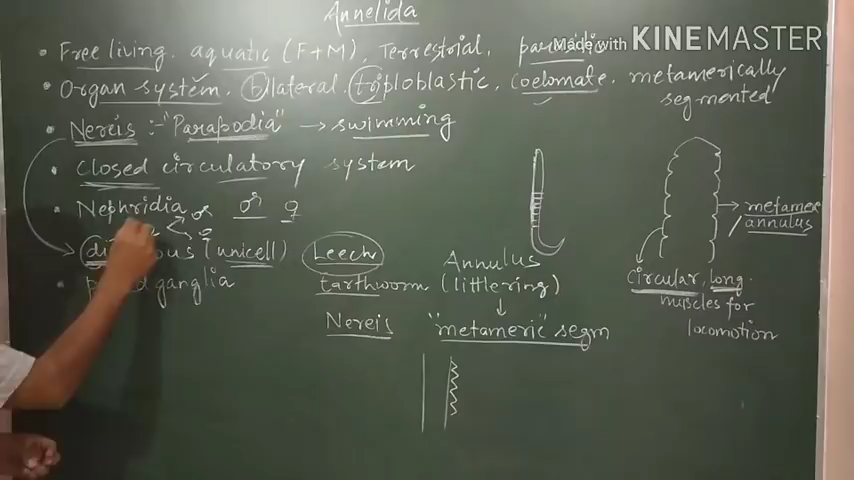 Annelida
• Free living. aquatic (F+M), Terrestrial, parasitic
Made with KINEMASTER
• Organ system, bilateral. triploblastic, Coelomate, metamerically
segmented
• Nereis :- "Parapodia" → swimming
• Closed circulatory system
• Nephridia ♂ or ♀
(unicell)
ganglia
Leech
Earthworm
Nereis
Annulus
(little ring)
↓
"metameric" segm
→ metamer
/ annulus
Circular, long.
muscles for
locomotion